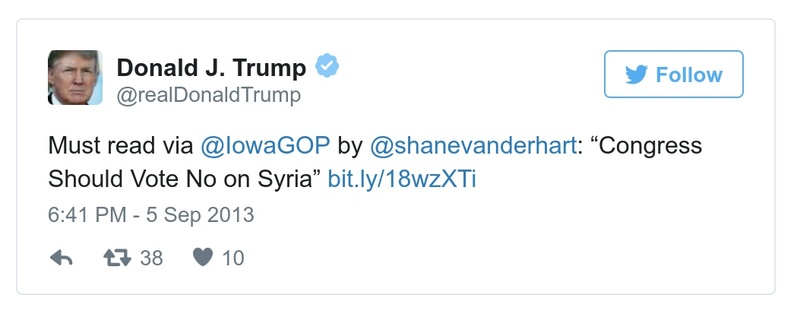 Donald J. Trump
@realDonaldTrump
Follow
Must read via @IowaGOP by @shanevanderhart: “Congress
Should Vote No on Syria” bit.ly/18wzXTi
6:41 PM - 5 Sep 2013
38 10